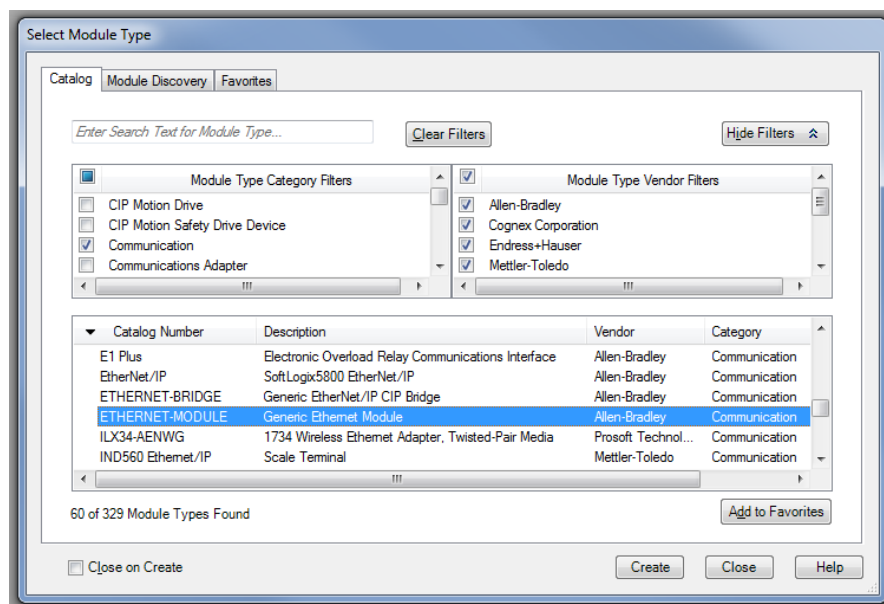 Select Module Type
Catalog Module Discovery Favorites
Enter Search Text for Module Type... Clear Filters Hide Filters
Module Type Category Filters Module Type Vendor Filters
CIP Motion Drive Allen-Bradley
CIP Motion Safety Drive Device Cognex Corporation
Communication Endress+Hauser
Communications Adapter Mettler-Toledo
Catalog Number Description Vendor Category
E1 Plus Electronic Overload Relay Communications Interface Allen-Bradley Communication
EtherNet/IP SoftLogix5800 EtherNet/IP Allen-Bradley Communication
ETHERNET-BRIDGE Generic EtherNet/IP CIP Bridge Allen-Bradley Communication
ETHERNET-MODULE Generic Ethernet Module Allen-Bradley Communication
ILX34-AENWG 1734 Wireless Ethernet Adapter, Twisted-Pair Media Prosoft Technol... Communication
IND560 Ethernet/IP Scale Terminal Mettler-Toledo Communication
60 of 329 Module Types Found Add to Favorites
Close on Create Create Close Help